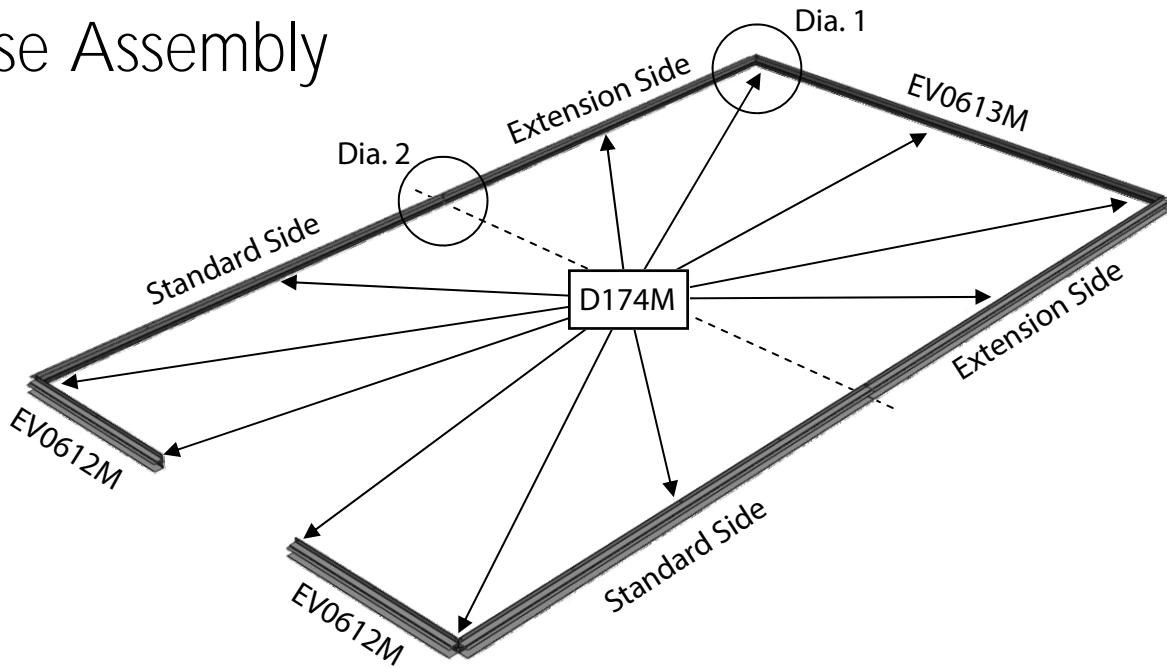 se Assembly
Dia. 1
Extension Side
EV0613M
Dia. 2
Standard Side
D174M
Extension Side
EV0612M
Standard Side
EV0612M